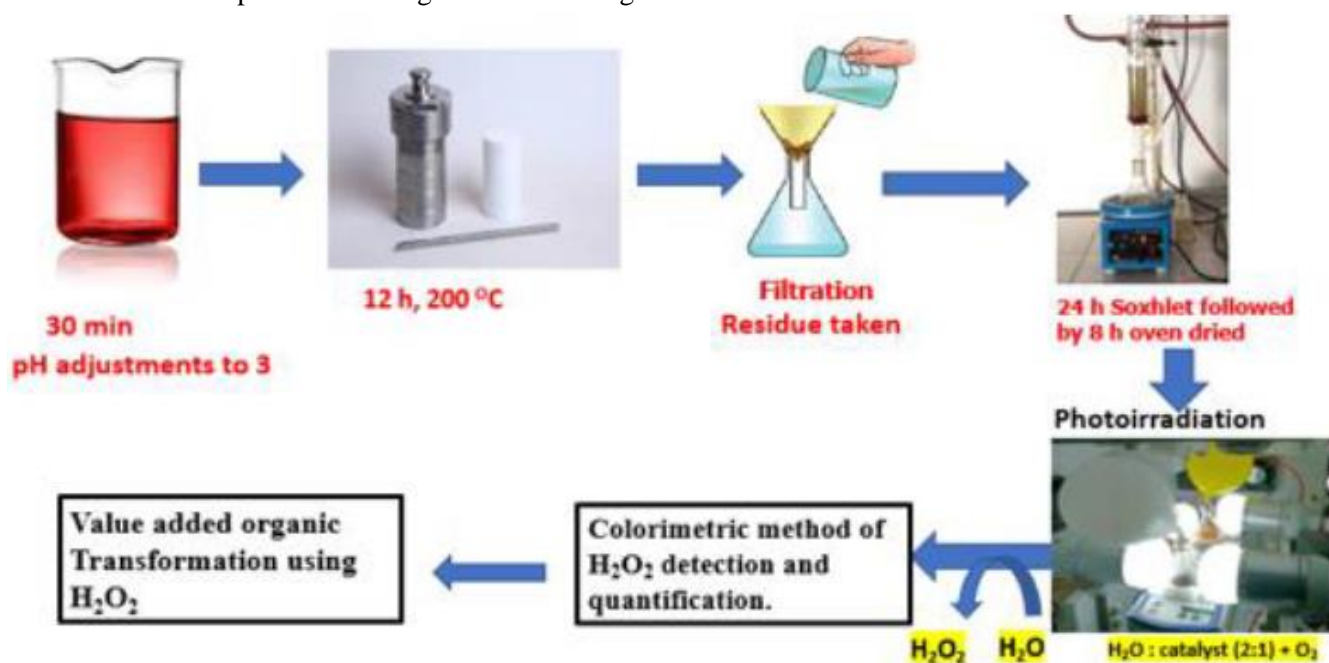 30 min
pH adjustments to 3
12 h, 200 °C
Filtration
Residue taken
24 h Soxhlet followed
by 8 h oven dried
Photoirradiation
H₂O : catalyst (2:1) + O₂
H₂O₂ H₂O
Colorimetric method of
H₂O₂ detection and
quantification.
Value added organic
Transformation using
H₂O₂